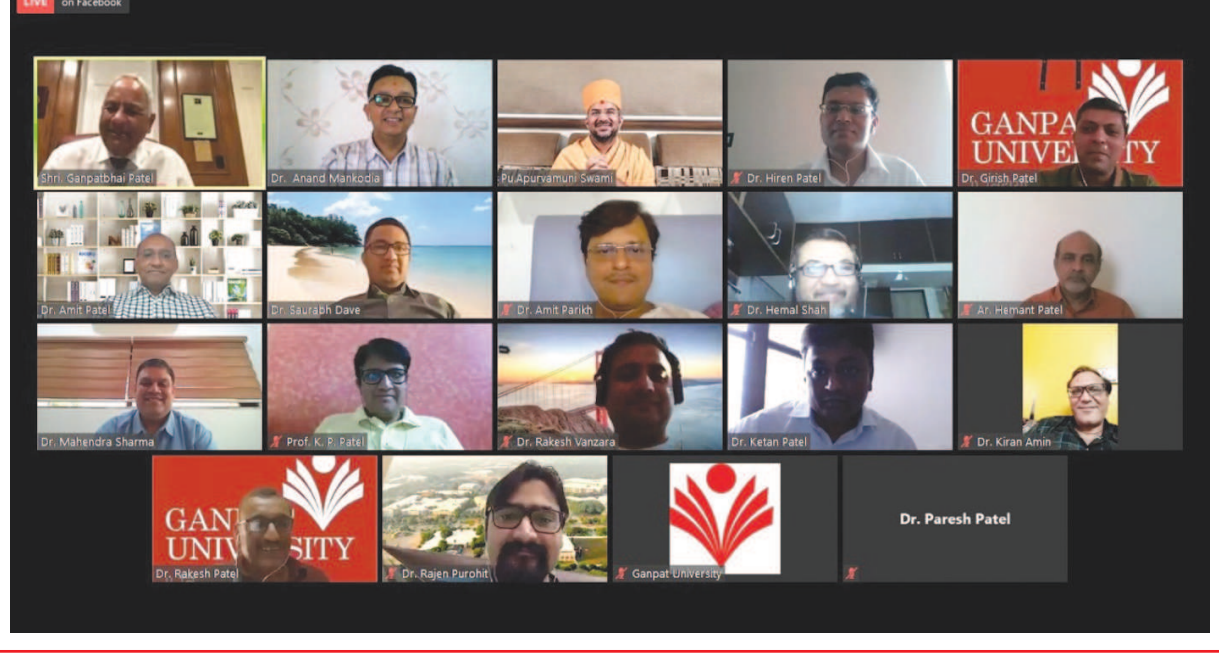 LIVE on Facebook
Shri. Ganpatbhai Patel
Dr. Anand Mankodia
Pu.Apurvamuni Swami
Dr. Hiren Patel
GANPA
UNIVE TY
Dr. Girish Patel
Dr. Amit Patel
Dr. Saurabh Dave
Dr. Amit Parikh
Dr. Hemal Shah
Ar. Hemant Patel
Dr. Mahendra Sharma
Prof. K. P. Patel
Dr. Rakesh Vanzara
Dr. Ketan Patel
Dr. Kiran Amin
GAN
UNIV SITY
Dr. Rakesh Patel
Dr. Rajen Purohit
Ganpat University
Dr. Paresh Patel